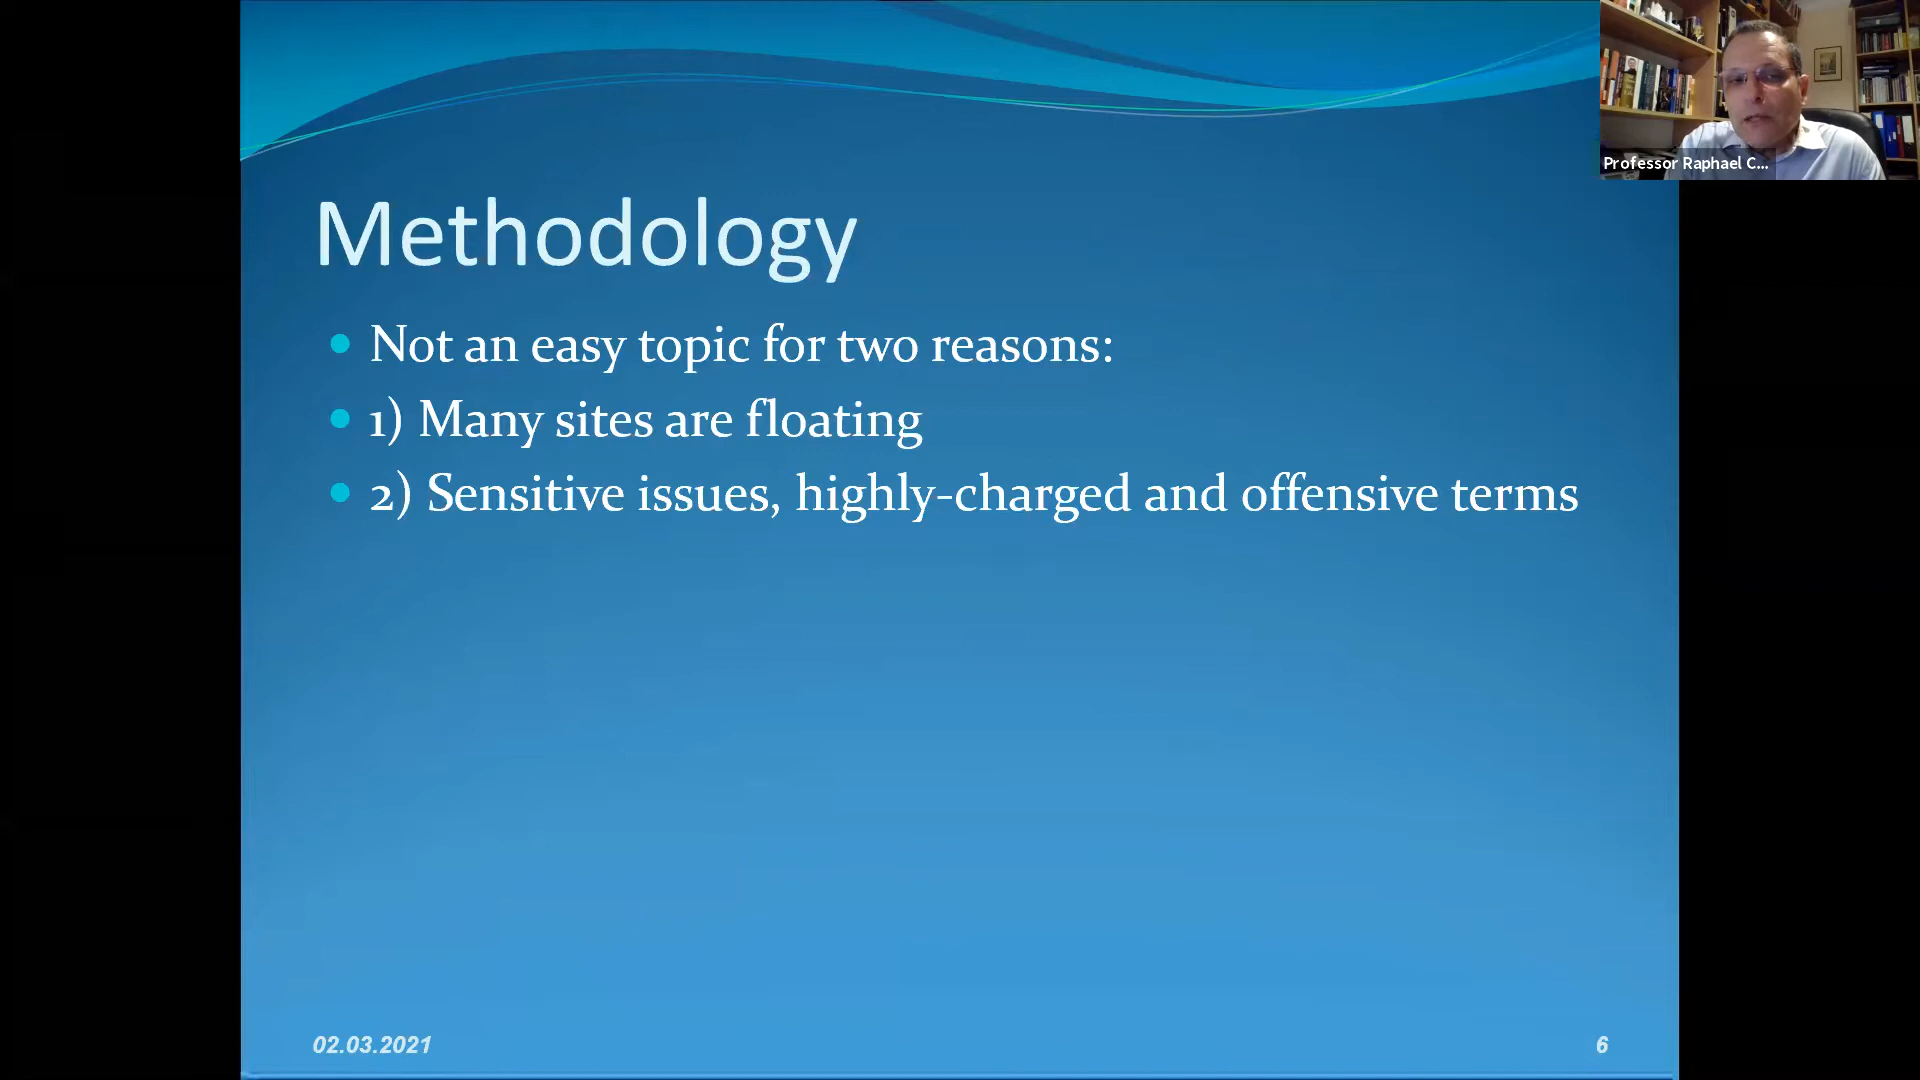 Professor Raphael C...
Methodology
Not an easy topic for two reasons:
1) Many sites are floating
2) Sensitive issues, highly-charged and offensive terms
02.03.2021
6